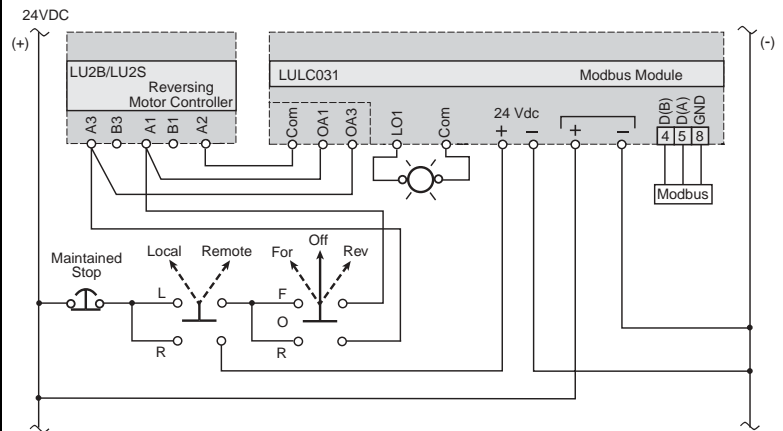 24VDC
(+)
(-)
LU2B/LU2S
Reversing
Motor Controller
A3
B3
A1
B1
A2
LULC031
Modbus Module
Com
OA1
OA3
LO1
Com
24 Vdc
+
−
+
−
D(B)
D(A)
GND
4 5 8
Modbus
Maintained
Stop
Local
Remote
For
Off
Rev
L
R
F
O
R